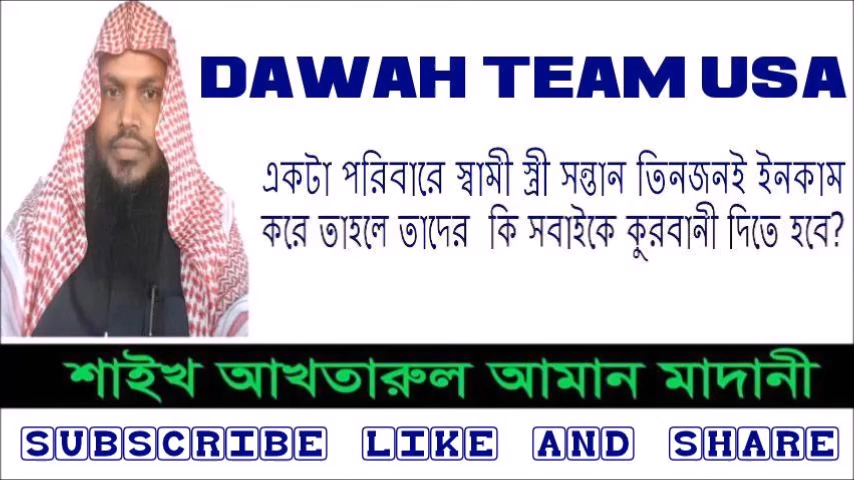 DAWAH TEAM USA
একটা পরিবারে স্বামী স্ত্রী সন্তান তিনজনই ইনকাম
করে তাহলে তাদের কি সবাইকে কুরবানী দিতে হবে?
শাইখ আখতারুল আমান মাদানী
SUBSCRIBE LIKE AND SHARE